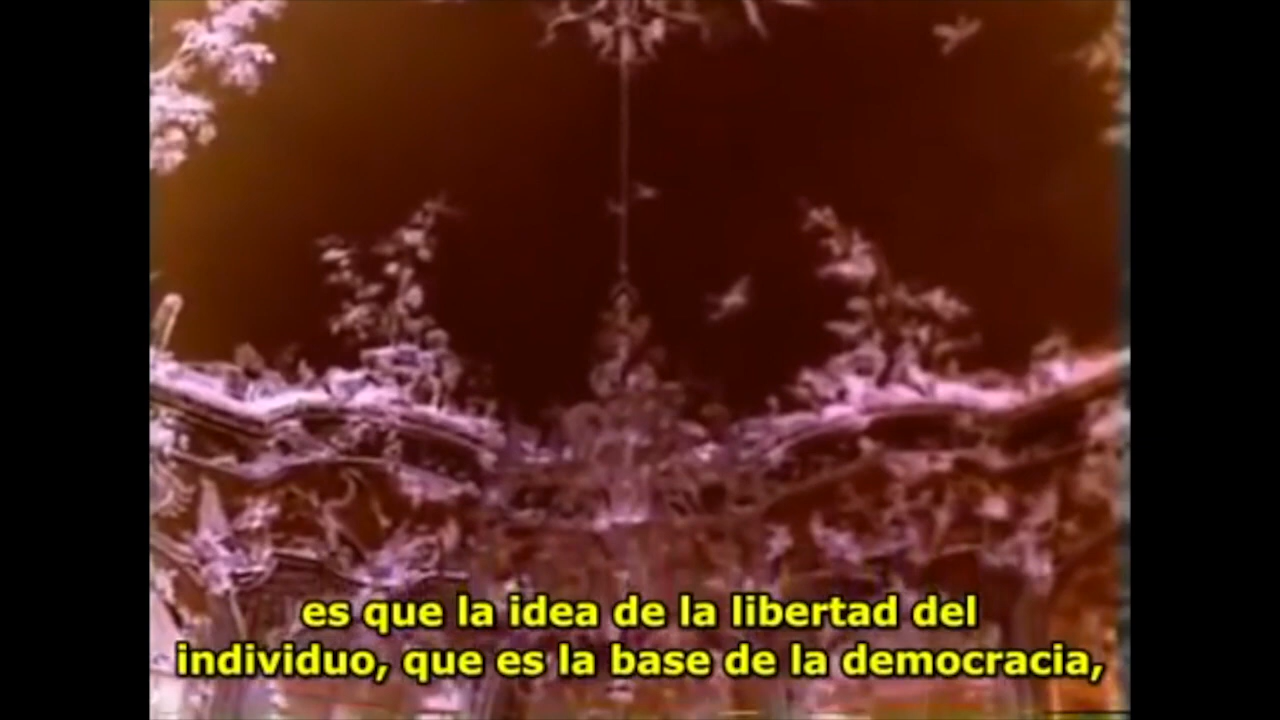 es que la idea de la libertad del
individuo, que es la base de la democracia,